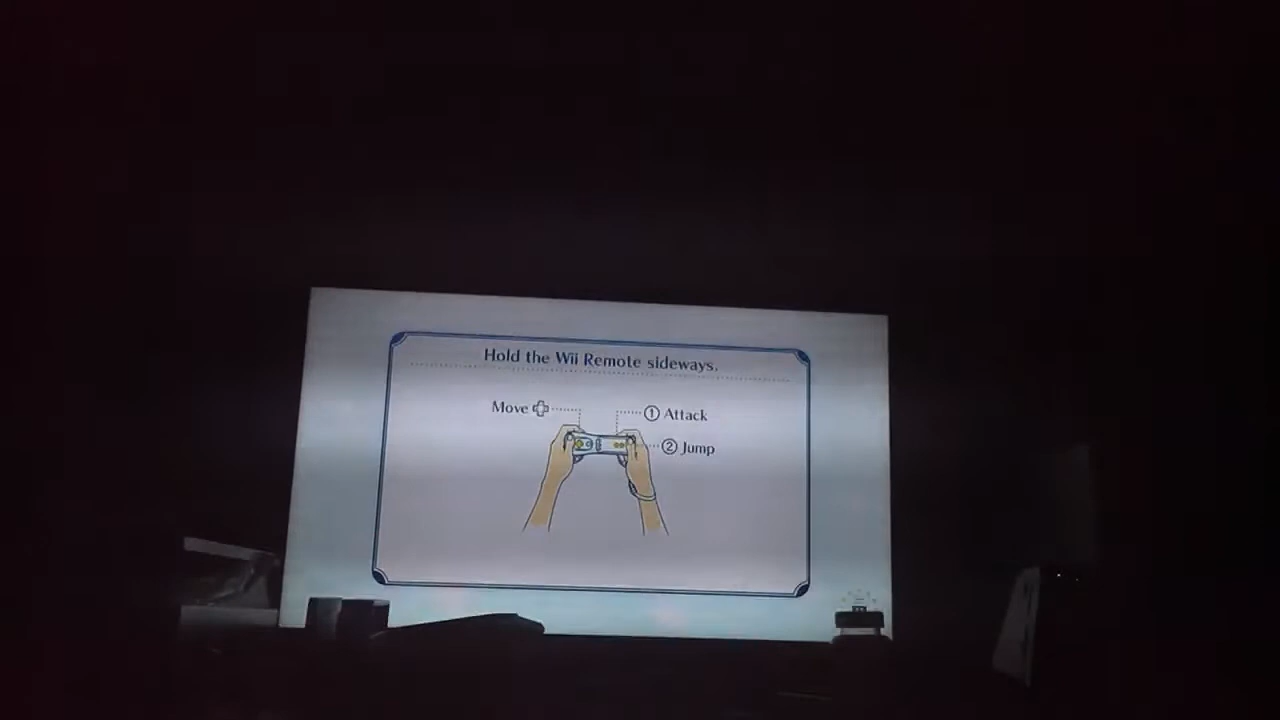 Hold the Wii Remote sideways.
Move
① Attack
② Jump